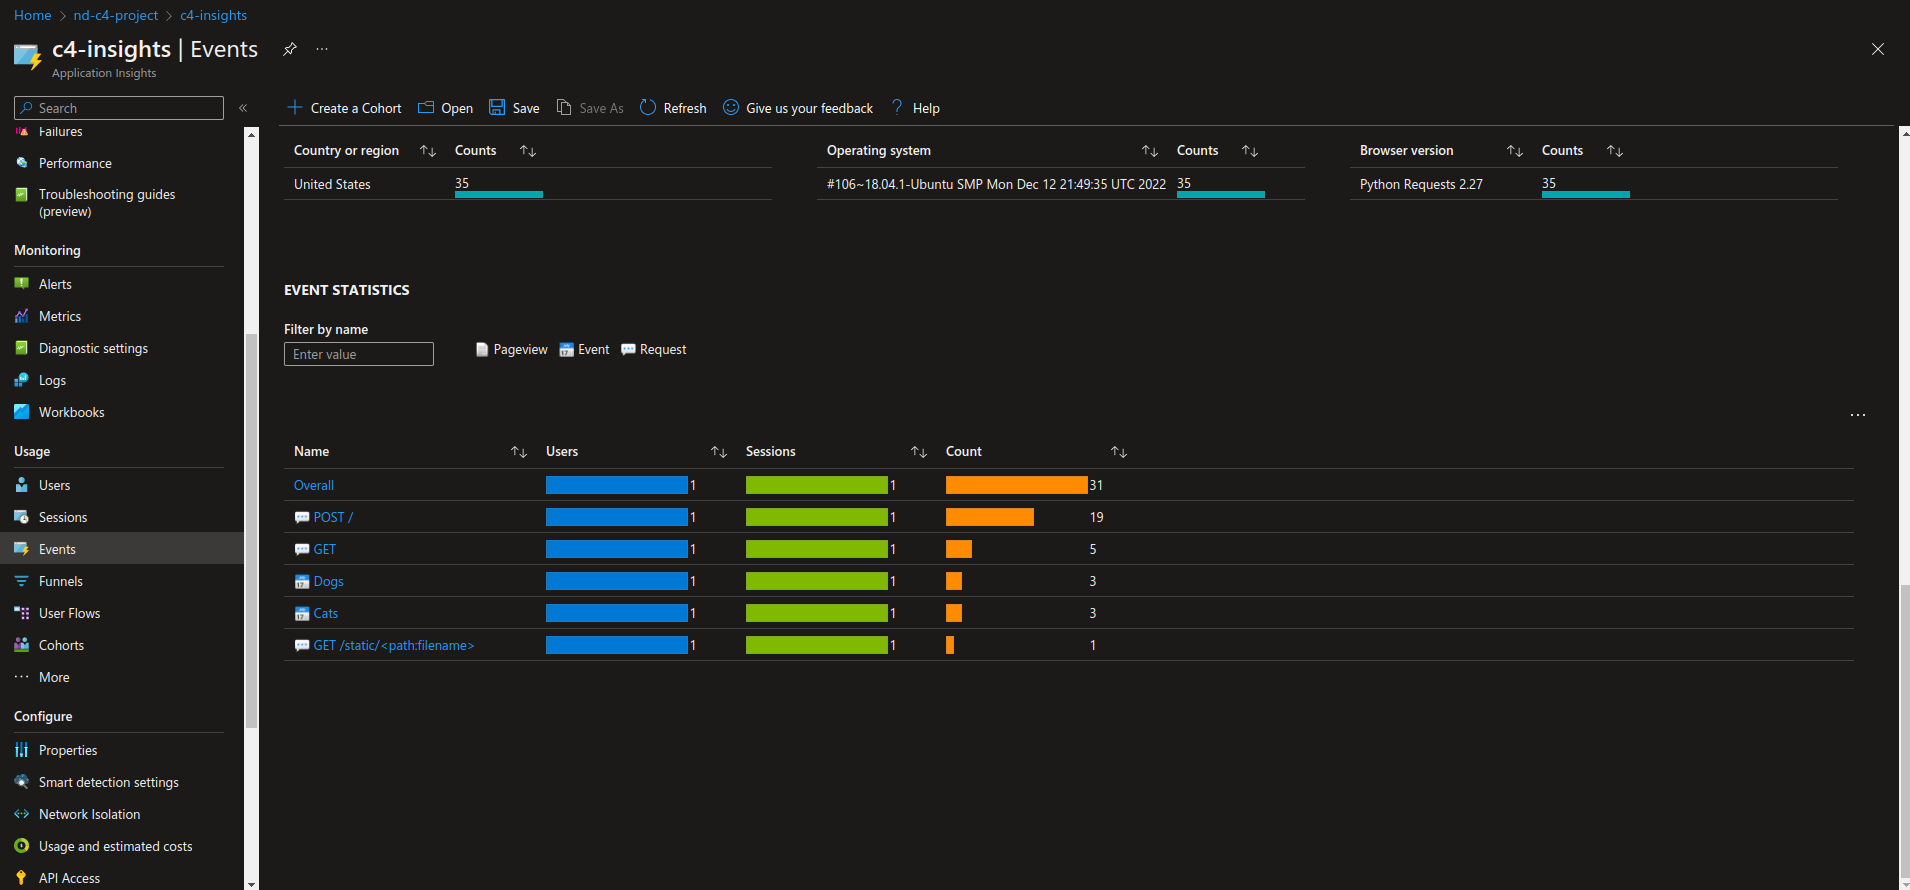 Home > nd-c4-project > c4-insights
c4-insights | Events
...
Application Insights
Search
«
Create a Cohort Open Save Save As Refresh Give us your feedback ? Help
Failures
Performance
Troubleshooting guides
(preview)
Monitoring
Alerts
Metrics
Diagnostic settings
Logs
Workbooks
Usage
Users
Sessions
Events
Funnels
User Flows
Cohorts
... More
Configure
Properties
Smart detection settings
Network Isolation
Usage and estimated costs
API Access
Country or region Counts
United States 35
Operating system Counts
#106~18.04.1-Ubuntu SMP Mon Dec 12 21:49:35 UTC 2022 35
Browser version Counts
Python Requests 2.27 35
EVENT STATISTICS
Filter by name
Enter value
Pageview 17 Event Request
...
Name Users Sessions Count
Overall 1 1 31
POST / 1 1 19
GET 1 1 5
17 Dogs 1 1 3
17 Cats 1 1 3
GET /static/<path:filename> 1 1 1